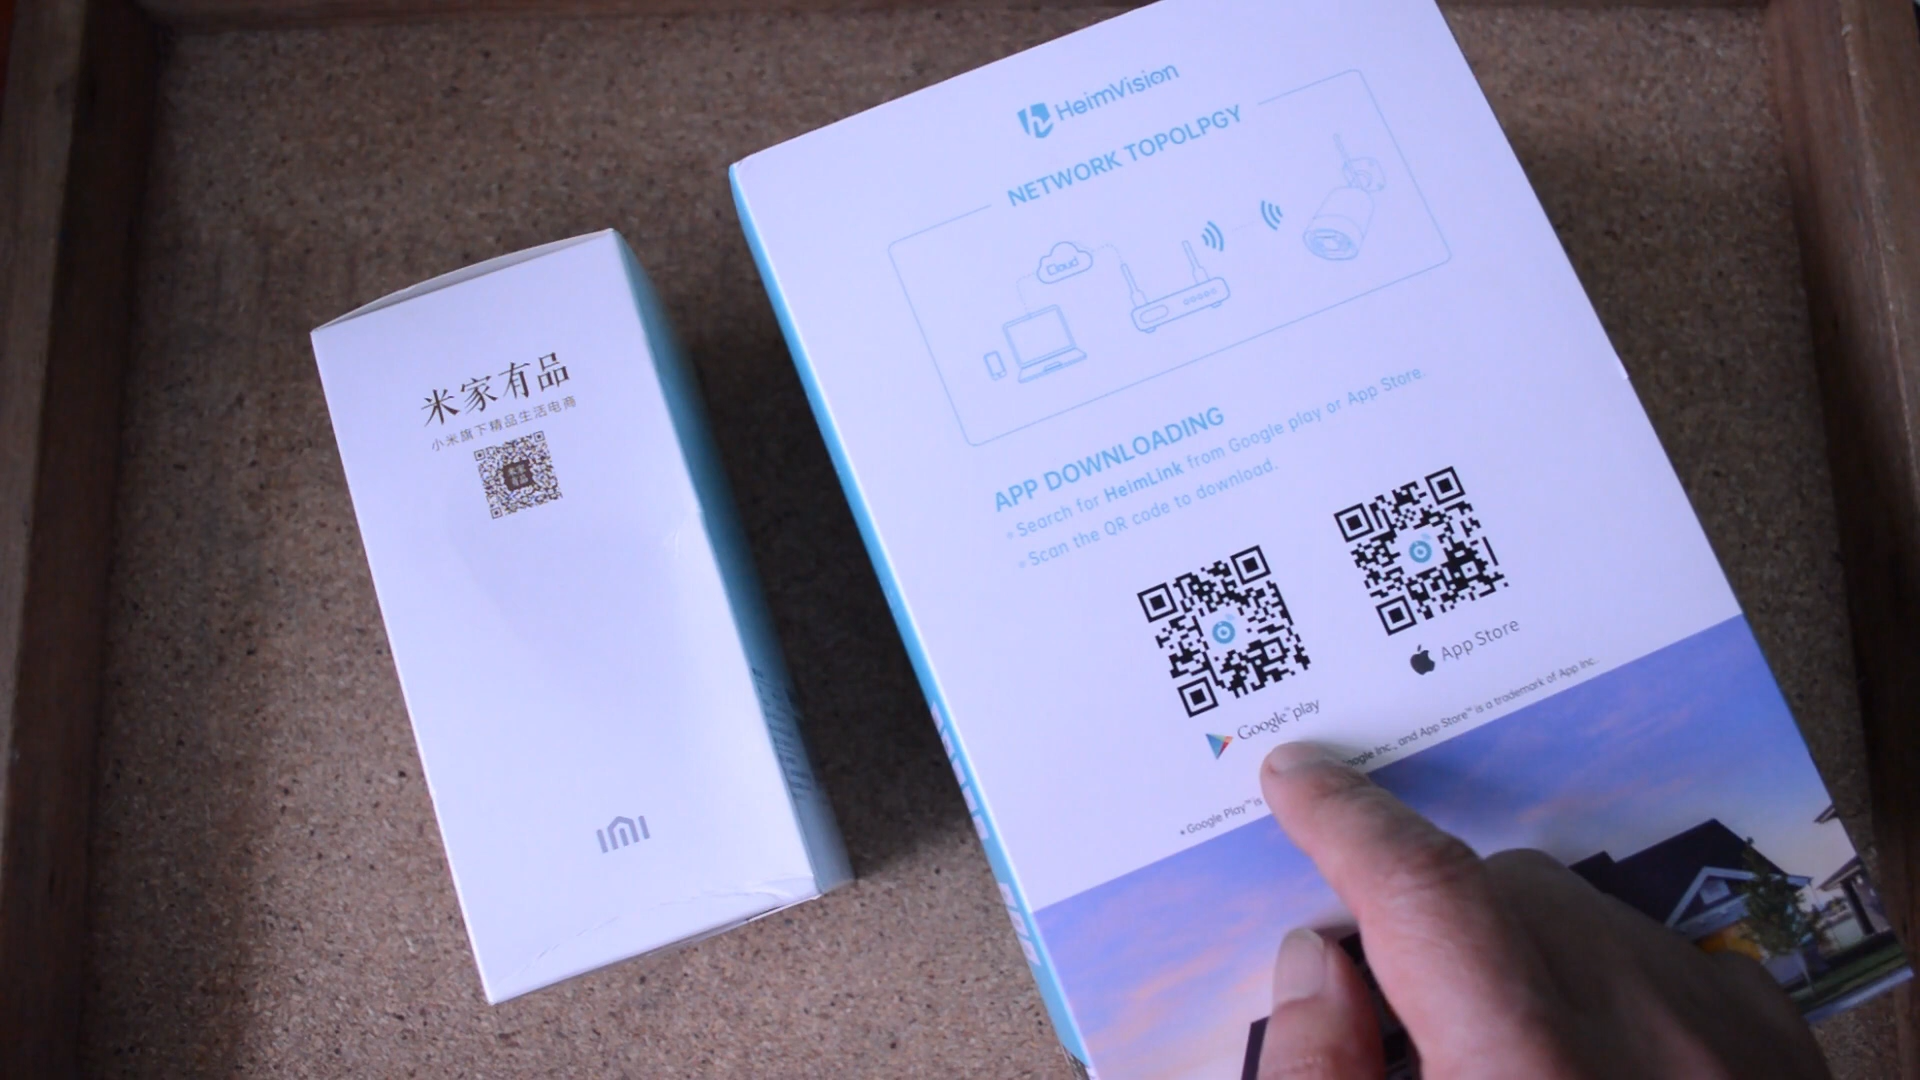 米家有品
小米旗下精品生活电商
HeimVision
NETWORK TOPOLPGY
Cloud
APP DOWNLOADING
Search for HeimLink from Google play or App Store.
Scan the QR code to download.
Google™ play
App Store
* Google Play™ is
Google Inc., and App Store™ is a trademark of App Inc.